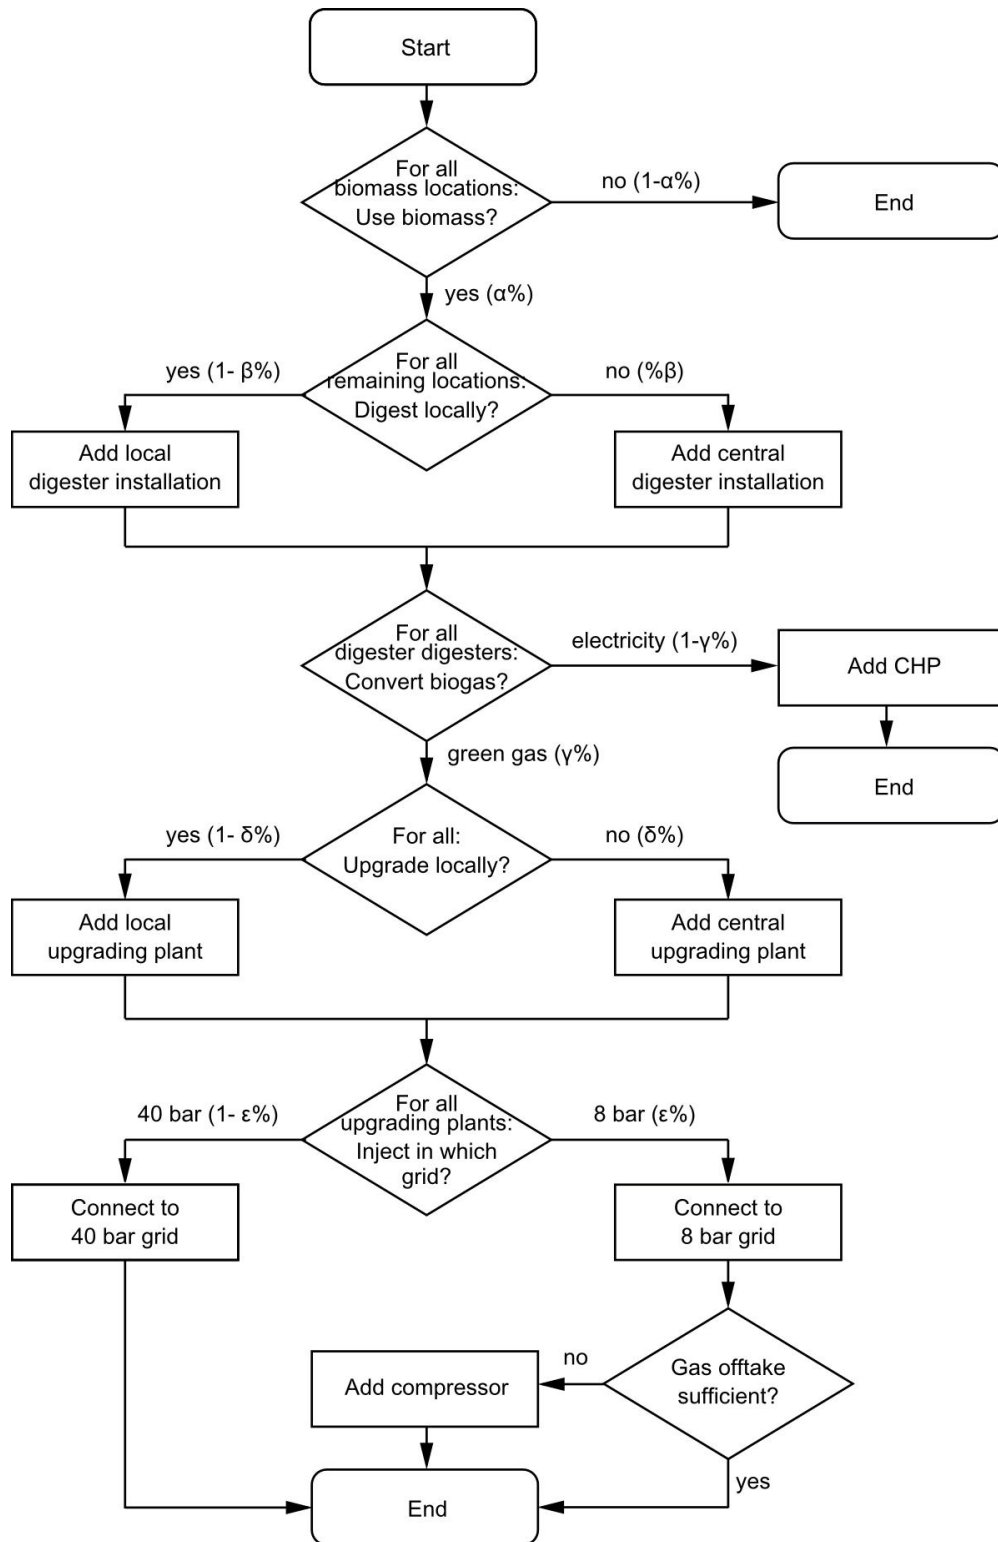 Start
For all
biomass locations:
Use biomass?
no (1-α%)
End
yes (α%)
For all
remaining locations:
Digest locally?
yes (1- β%)
no (%β)
Add local
digester installation
Add central
digester installation
For all
digester digesters:
Convert biogas?
electricity (1-γ%)
Add CHP
End
green gas (γ%)
For all:
Upgrade locally?
yes (1- δ%)
no (δ%)
Add local
upgrading plant
Add central
upgrading plant
For all
upgrading plants:
Inject in which
grid?
40 bar (1- ε%)
8 bar (ε%)
Connect to
40 bar grid
Connect to
8 bar grid
Gas offtake
sufficient?
no
Add compressor
yes
End